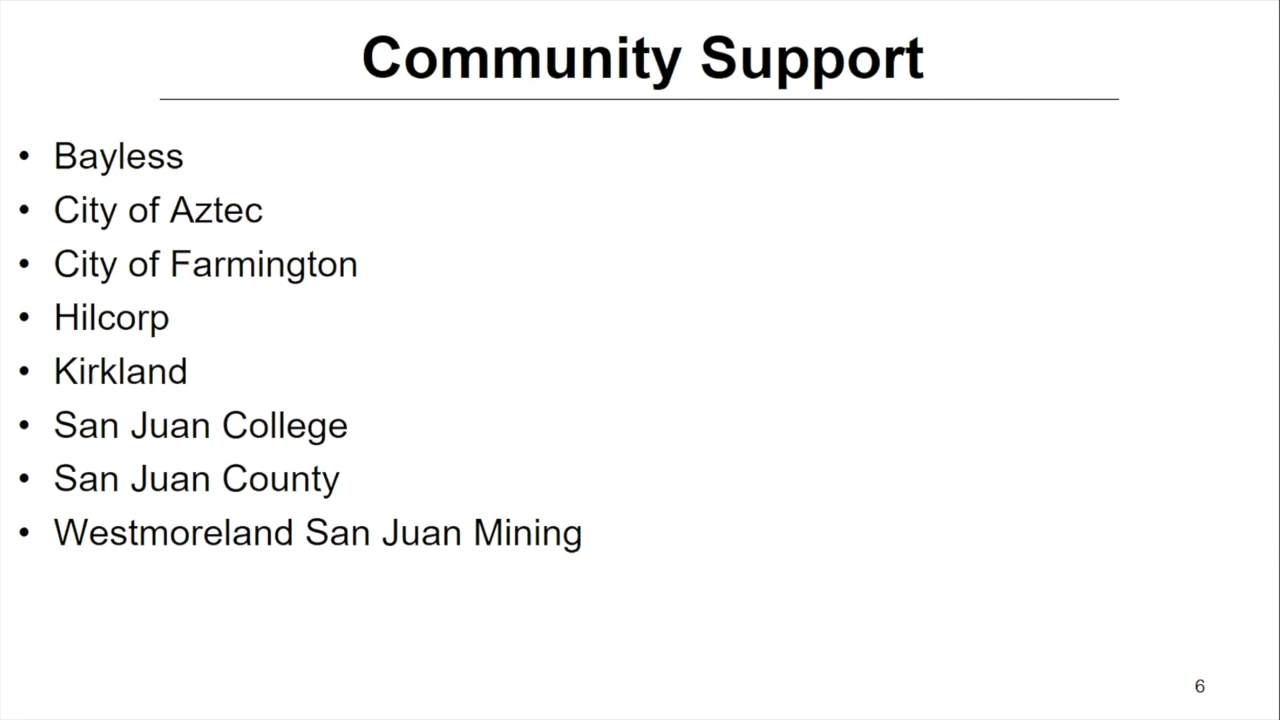 Community Support
• Bayless
• City of Aztec
• City of Farmington
• Hilcorp
• Kirkland
• San Juan College
• San Juan County
• Westmoreland San Juan Mining
6